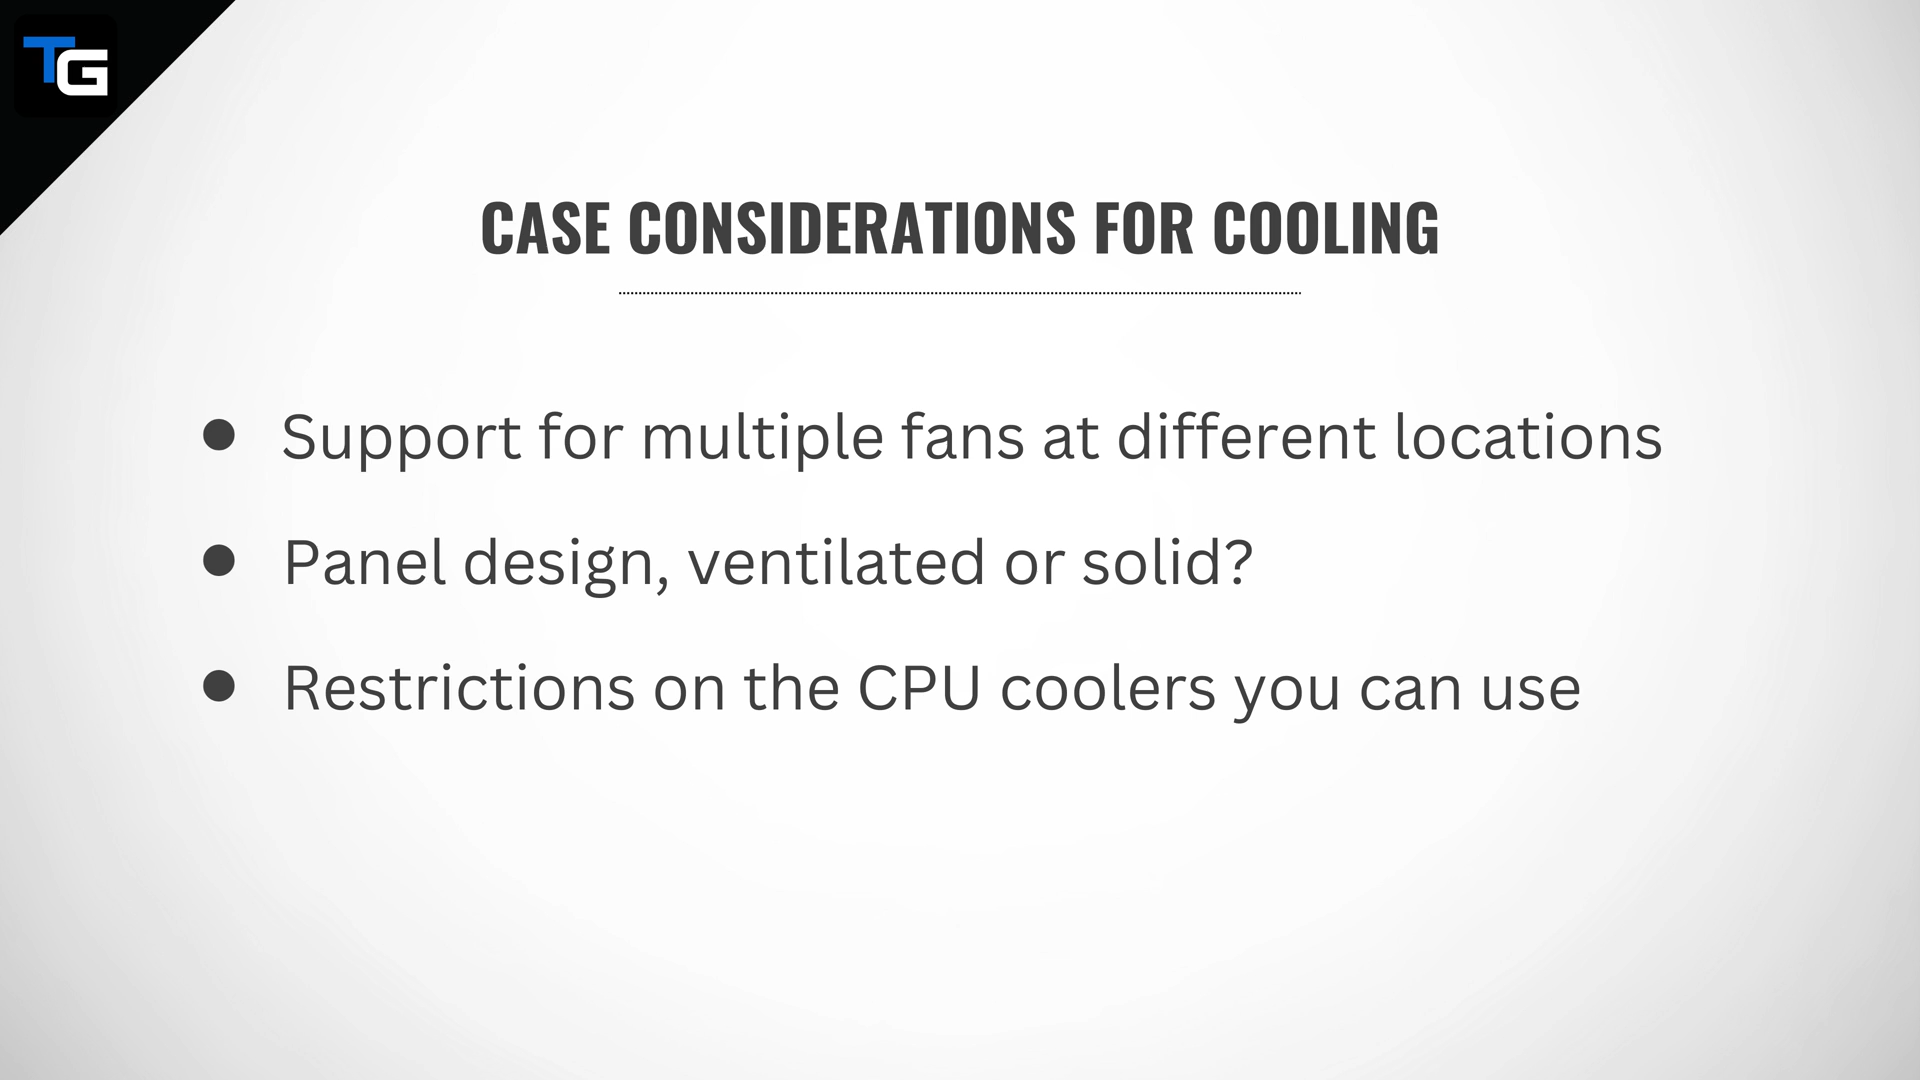 TG
CASE CONSIDERATIONS FOR COOLING
● Support for multiple fans at different locations
● Panel design, ventilated or solid?
● Restrictions on the CPU coolers you can use